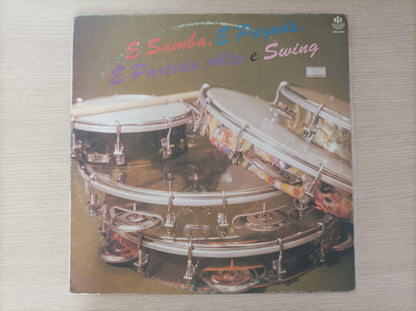 É Samba, É Pagode,
É Partido Alto e Swing